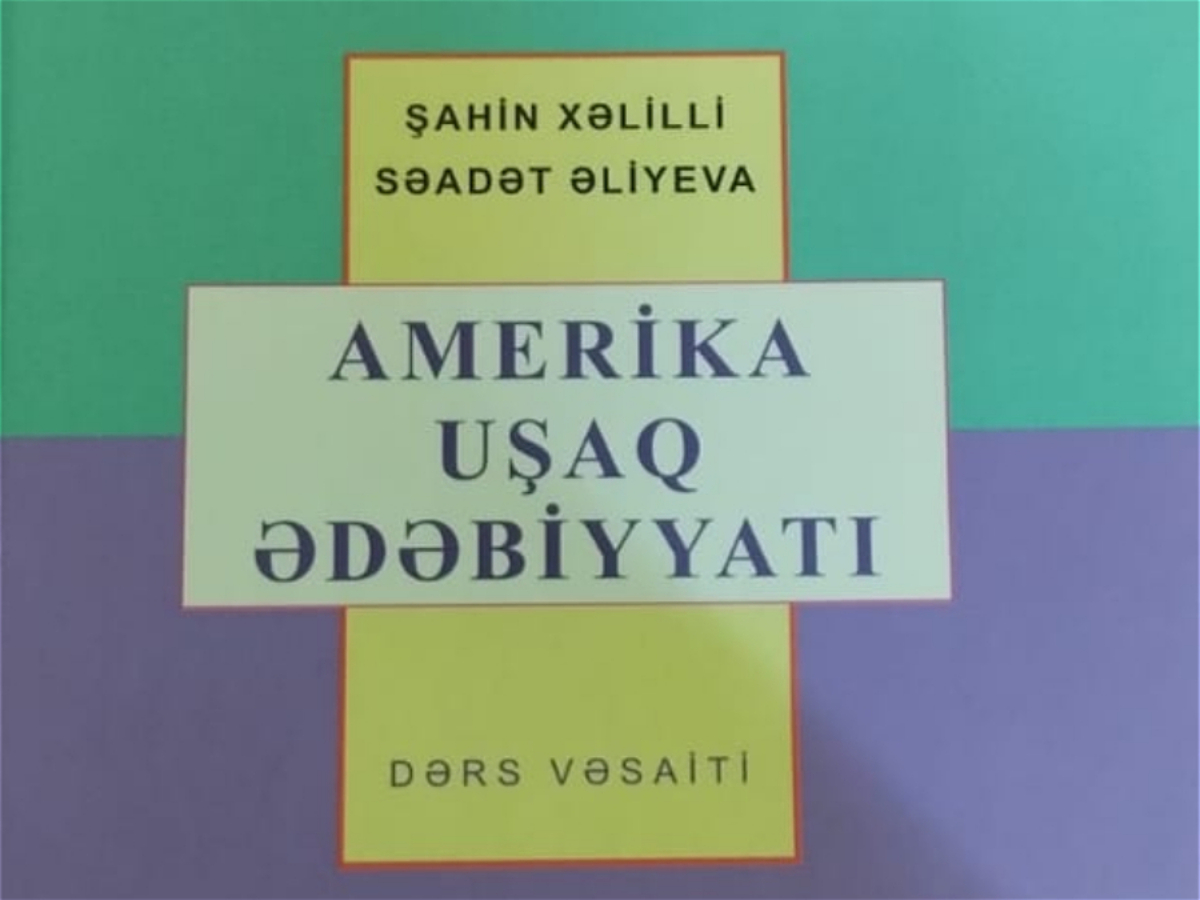 ŞAHİN XƏLİLLİ
SƏADƏT ƏLİYEVA
AMERİKA
UŞAQ
ƏDƏBİYYATI
DƏRS VƏSAİTİ